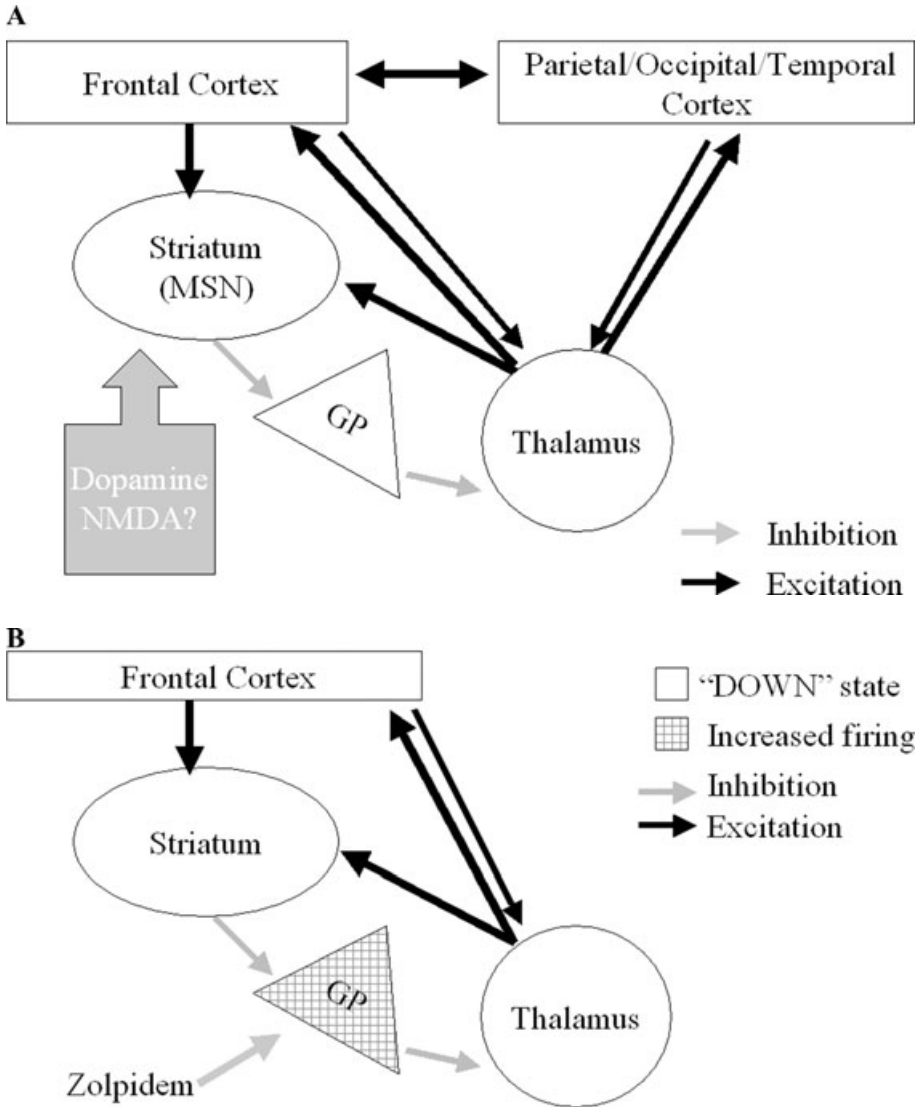 A
Frontal Cortex
Parietal/Occipital/Temporal
Cortex
Striatum
(MSN)
GP
Thalamus
Dopamine
NMDA?
Inhibition
Excitation
B
Frontal Cortex
“DOWN” state
Increased firing
Inhibition
Excitation
Striatum
GP
Thalamus
Zolpidem